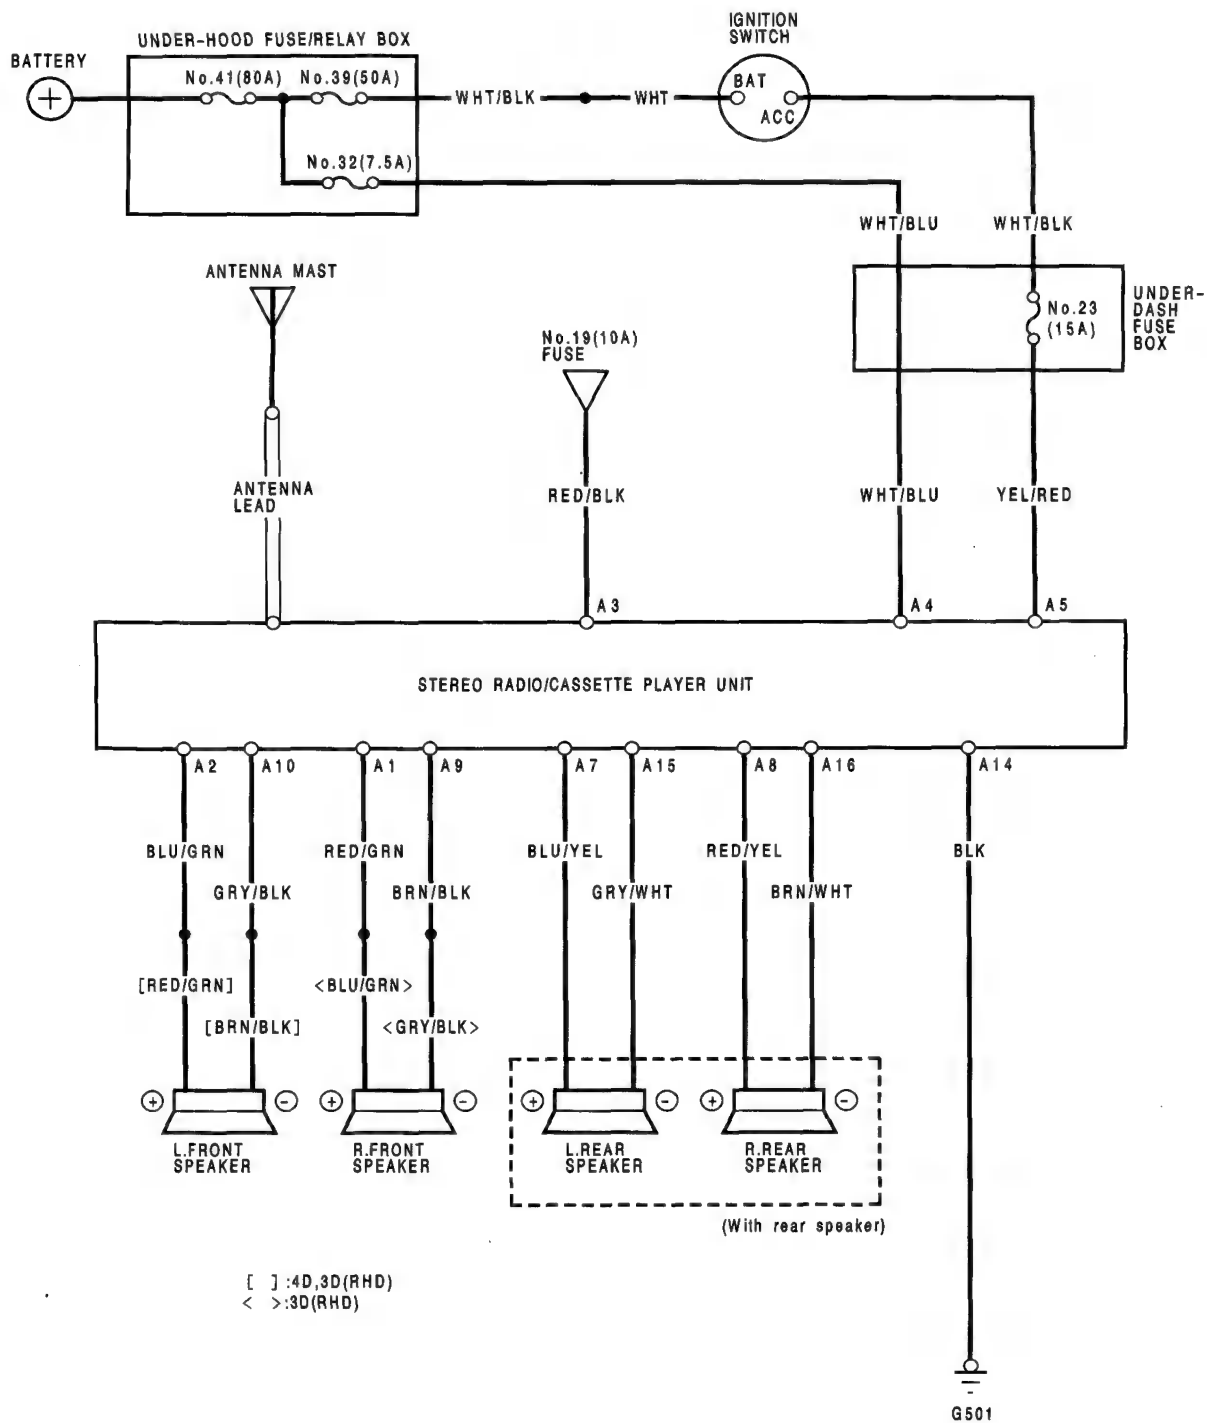 IGNITION
SWITCH
UNDER-HOOD FUSE/RELAY BOX
BATTERY
+
No.41(80A)
No.39(50A)
WHT/BLK
WHT
BAT
ACC
No.32(7.5A)
WHT/BLU
WHT/BLK
ANTENNA MAST
UNDER-
DASH
FUSE
BOX
No.23
(15A)
No.19(10A)
FUSE
ANTENNA
LEAD
RED/BLK
WHT/BLU
YEL/RED
A3
A4
A5
STEREO RADIO/CASSETTE PLAYER UNIT
A2
A10
A1
A9
A7
A15
A8
A16
A14
BLU/GRN
RED/GRN
BLU/YEL
RED/YEL
BLK
GRY/BLK
BRN/BLK
GRY/WHT
BRN/WHT
[RED/GRN]
<BLU/GRN>
[BRN/BLK]
<GRY/BLK>
+
-
+
-
+
-
+
-
L.FRONT
SPEAKER
R.FRONT
SPEAKER
L.REAR
SPEAKER
R.REAR
SPEAKER
(With rear speaker)
[ ]:4D,3D(RHD)
< >:3D(RHD)
G501